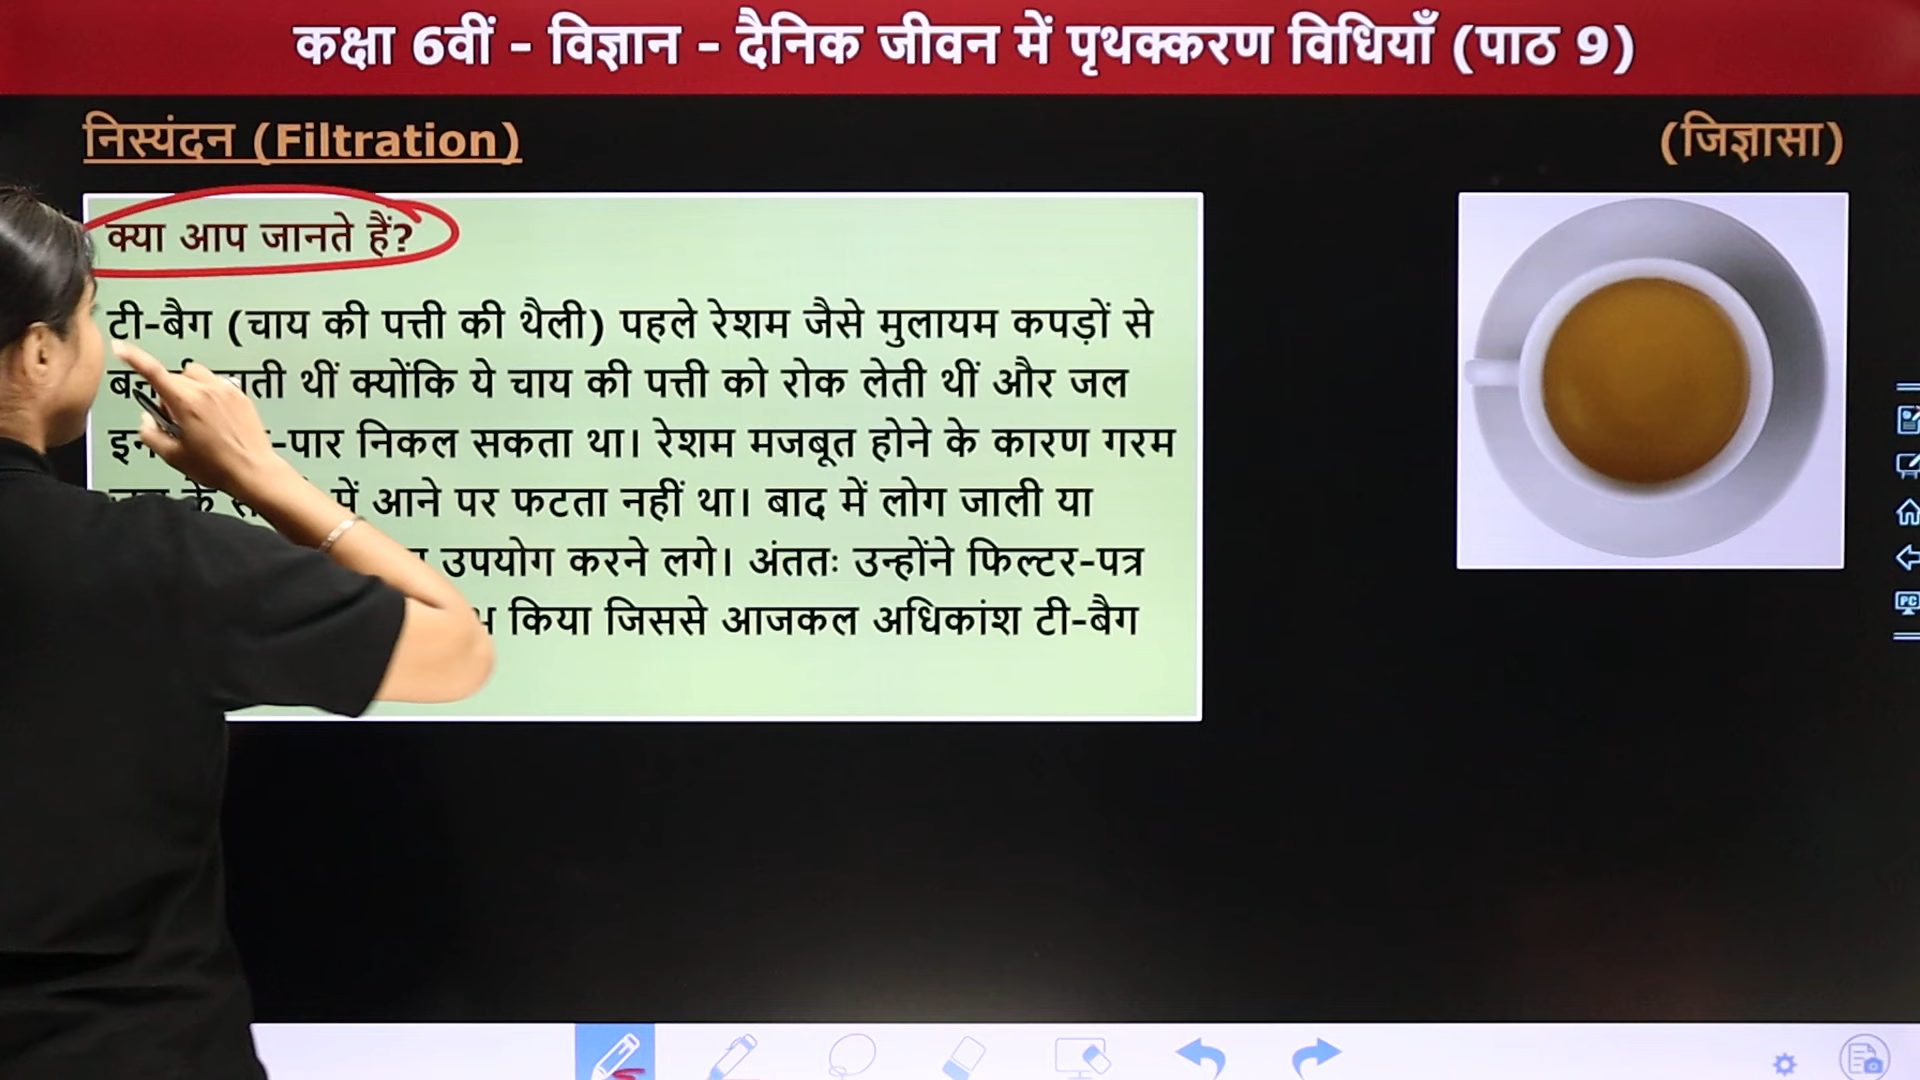 कक्षा 6वीं – विज्ञान – दैनिक जीवन में पृथक्करण विधियाँ (पाठ 9)
निस्यंदन (Filtration)
(जिज्ञासा)
क्या आप जानते हैं?
टी-बैग (चाय की पत्ती की थैली) पहले रेशम जैसे मुलायम कपड़ों से
थीं क्योंकि ये चाय की पत्ती को रोक लेती थीं और जल
-पार निकल सकता था। रेशम मजबूत होने के कारण गरम
के में आने पर फटता नहीं था। बाद में लोग जाली या
उपयोग करने लगे। अंततः उन्होंने फिल्टर-पत्र
किया जिससे आजकल अधिकांश टी-बैग
PC